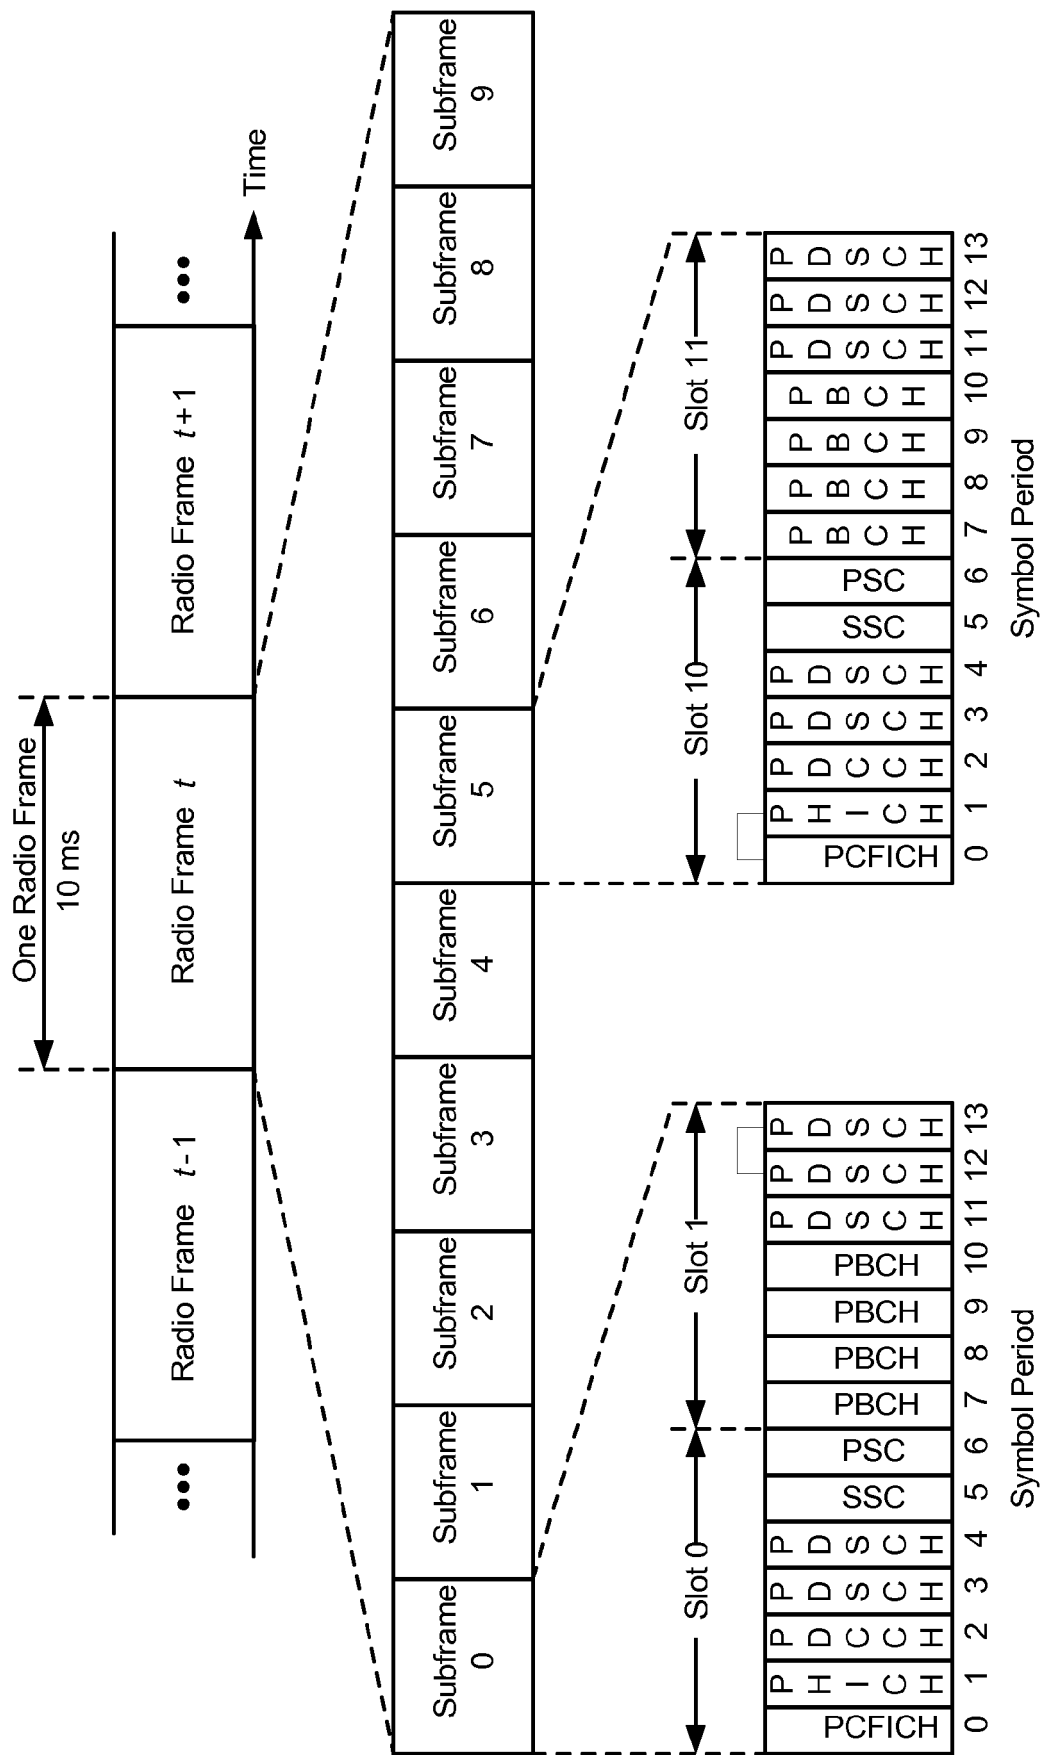 One Radio Frame
10 ms
••• Radio Frame t-1 Radio Frame t Radio Frame t+1 •••
Time
Subframe 0
Subframe 1
Subframe 2
Subframe 3
Subframe 4
Subframe 5
Subframe 6
Subframe 7
Subframe 8
Subframe 9
Slot 0 Slot 1
PCFICH PHICH PDCCH PDSCH PDSCH SSC PSC PBCH PBCH PBCH PBCH PDSCH PDSCH PDSCH
0 1 2 3 4 5 6 7 8 9 10 11 12 13
Symbol Period
Slot 10 Slot 11
PCFICH PHICH PDCCH PDSCH PDSCH SSC PSC PBCH PBCH PBCH PBCH PDSCH PDSCH PDSCH
0 1 2 3 4 5 6 7 8 9 10 11 12 13
Symbol Period